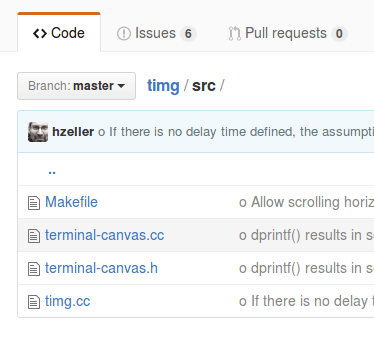 Code Issues 6 Pull requests 0
Branch: master timg / src /
hzeller o If there is no delay time defined, the assumpti
..
Makefile o Allow scrolling horiz
terminal-canvas.cc o dprintf() results in s
terminal-canvas.h o dprintf() results in s
timg.cc o If there is no delay t